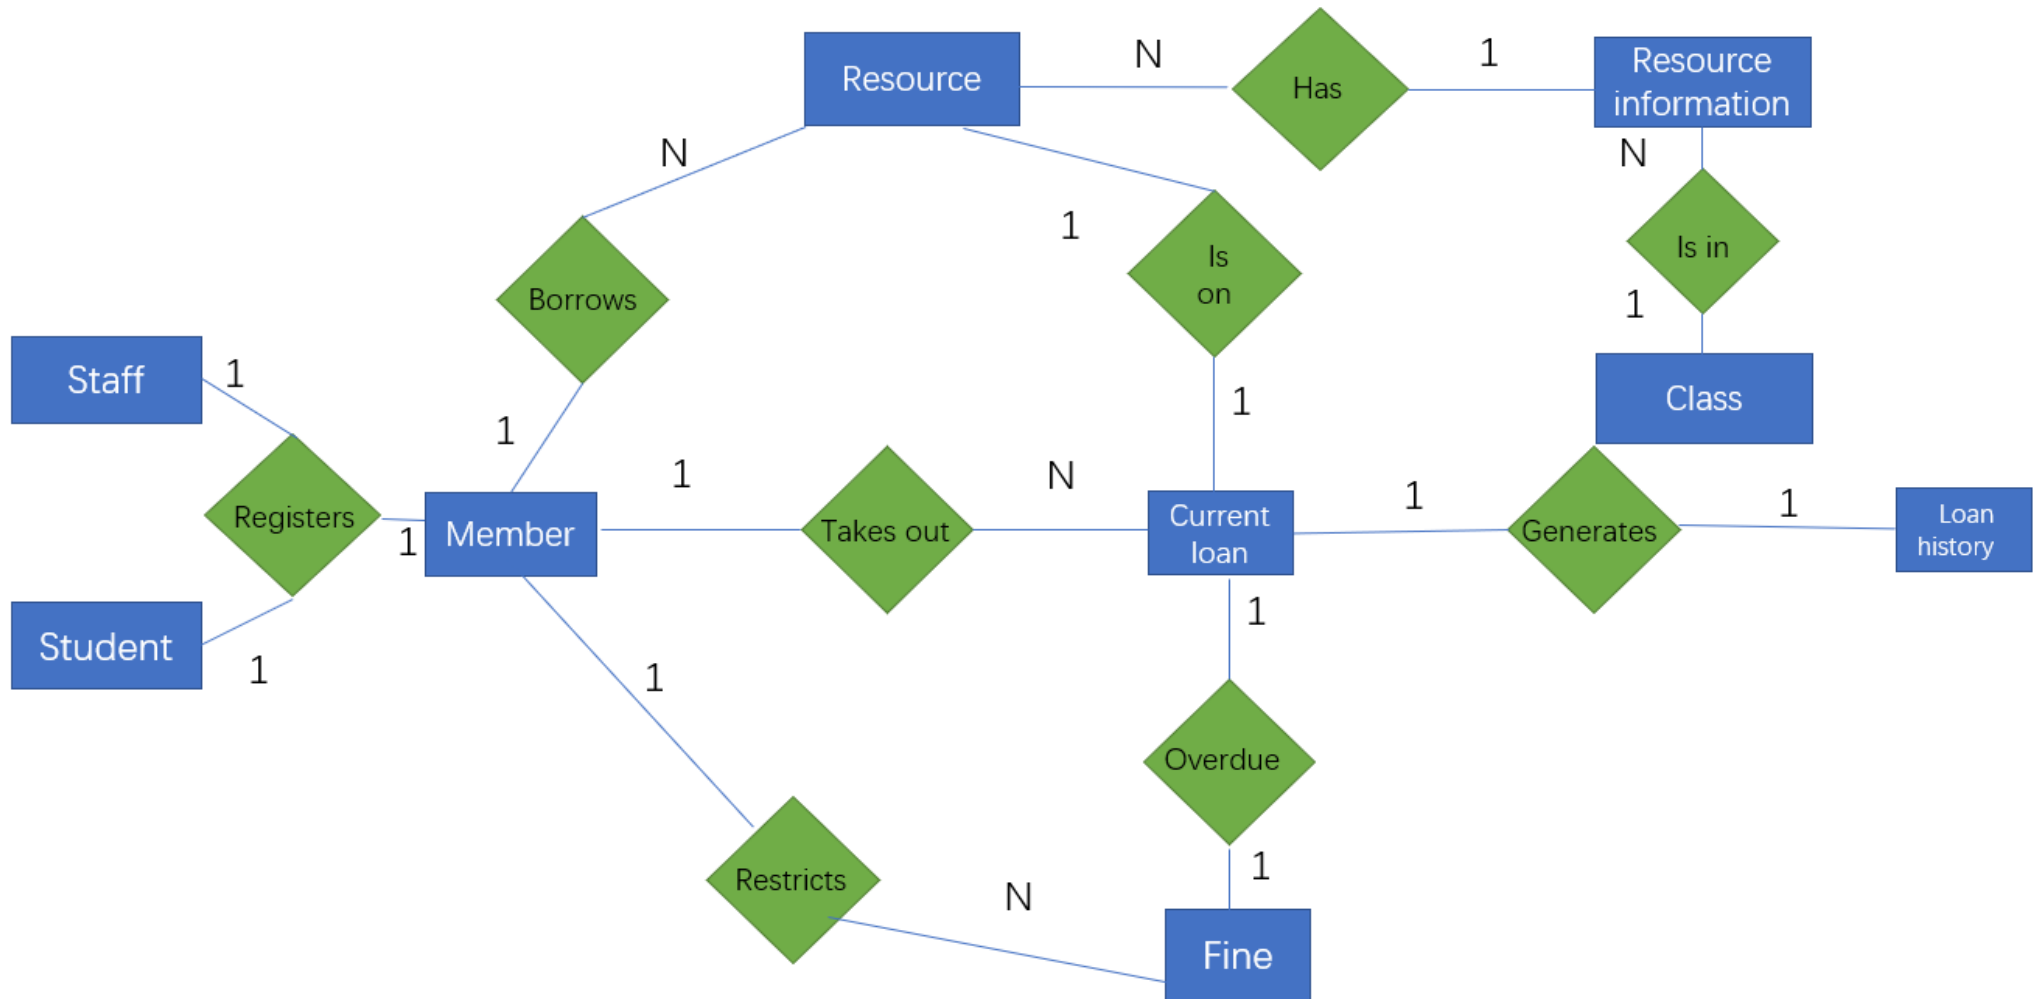 Resource
N
Has
1
Resource
information
N
N
1
Is
on
Is in
Borrows
1
Staff
1
1
1
Class
1
N
1
1
Registers
1
Member
Takes out
Current
loan
Generates
Loan
history
1
Student
1
1
Overdue
1
Restricts
N
Fine